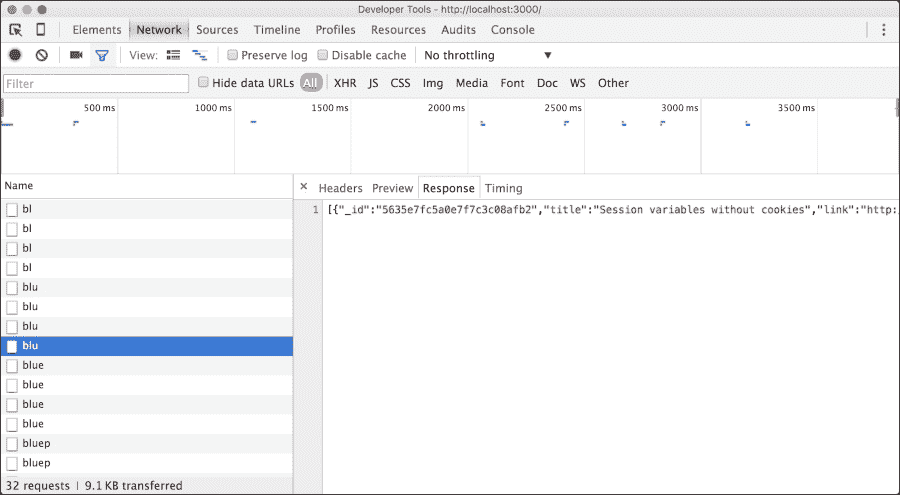 Developer Tools - http://localhost:3000/
Elements Network Sources Timeline Profiles Resources Audits Console
View: Preserve log Disable cache No throttling ▼
Filter Hide data URLs All XHR JS CSS Img Media Font Doc WS Other
500 ms 1000 ms 1500 ms 2000 ms 2500 ms 3000 ms 3500 ms
Name × Headers Preview Response Timing
1 [{"_id":"5635e7fc5a0e7f7c3c08afb2","title":"Session variables without cookies","link":"http:
bl
bl
bl
bl
blu
blu
blu
blu
blue
blue
blue
blue
bluep
bluep
32 requests | 9.1 KB transferred